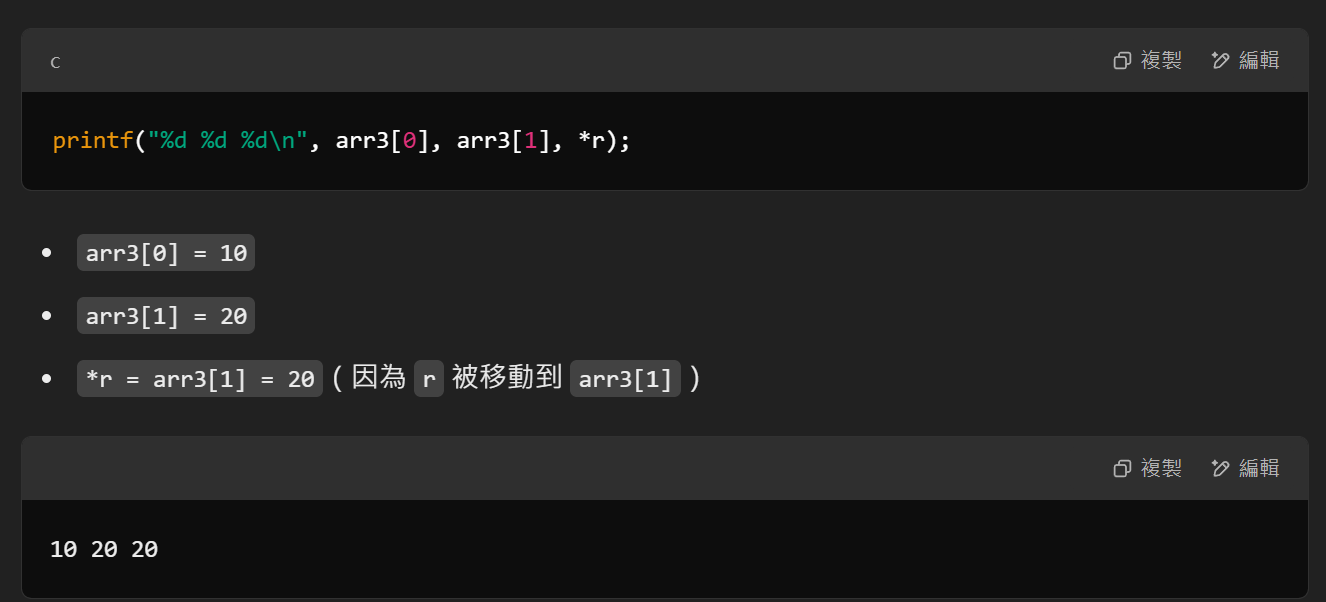 c
複製 編輯
printf("%d %d %d\n", arr3[0], arr3[1], *r);
• arr3[0] = 10
• arr3[1] = 20
• *r = arr3[1] = 20 ( 因為 r 被移動到 arr3[1] )
複製 編輯
10 20 20